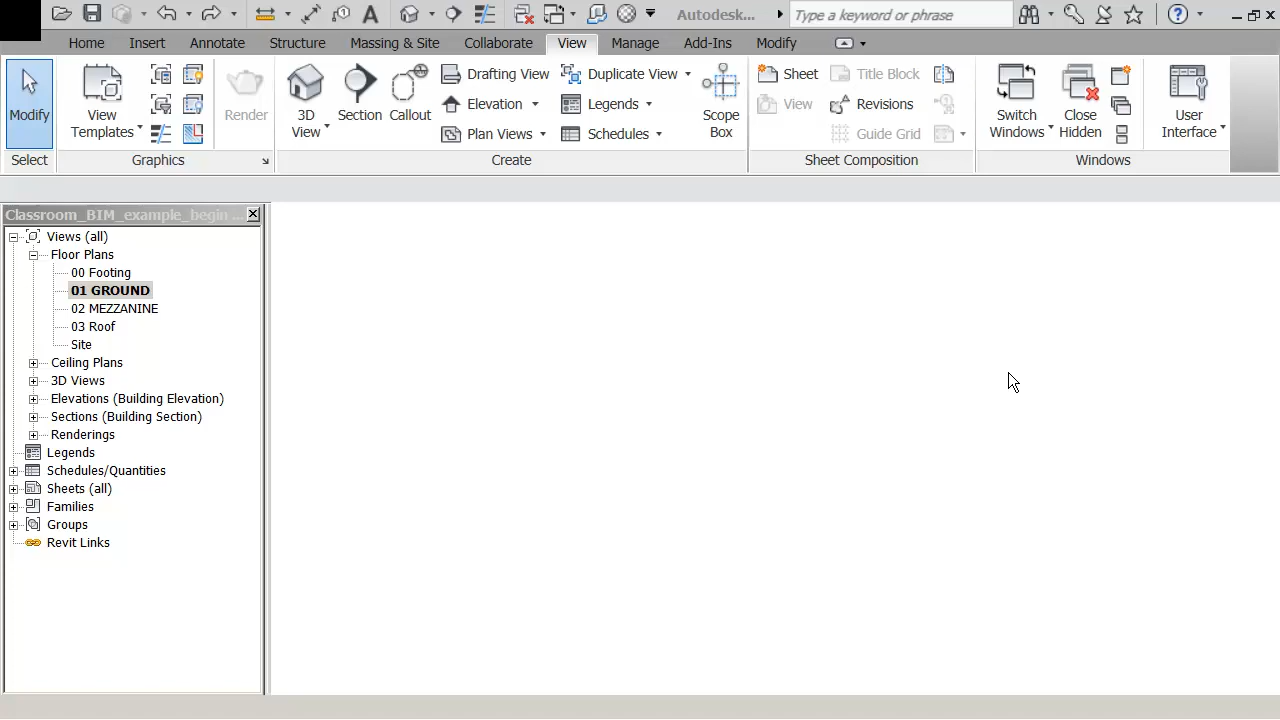 Autodesk...
Type a keyword or phrase
Home Insert Annotate Structure Massing & Site Collaborate View Manage Add-Ins Modify
Modify
View
Templates
Render
3D
View
Section
Callout
Drafting View
Elevation
Plan Views
Duplicate View
Legends
Schedules
Scope
Box
Sheet
View
Title Block
Revisions
Guide Grid
Switch
Windows
Close
Hidden
User
Interface
Select Graphics Create Sheet Composition Windows
Classroom_BIM_example_begin ...
Views (all)
Floor Plans
00 Footing
01 GROUND
02 MEZZANINE
03 Roof
Site
Ceiling Plans
3D Views
Elevations (Building Elevation)
Sections (Building Section)
Renderings
Legends
Schedules/Quantities
Sheets (all)
Families
Groups
Revit Links